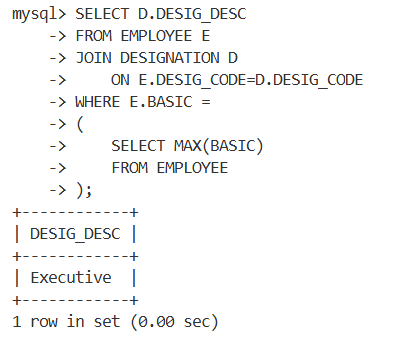 mysql> SELECT D.DESIG_DESC
    -> FROM EMPLOYEE E
    -> JOIN DESIGNATION D
    ->     ON E.DESIG_CODE=D.DESIG_CODE
    -> WHERE E.BASIC =
    -> (
    ->     SELECT MAX(BASIC)
    ->     FROM EMPLOYEE
    -> );
+------------+
| DESIG_DESC |
+------------+
| Executive  |
+------------+
1 row in set (0.00 sec)